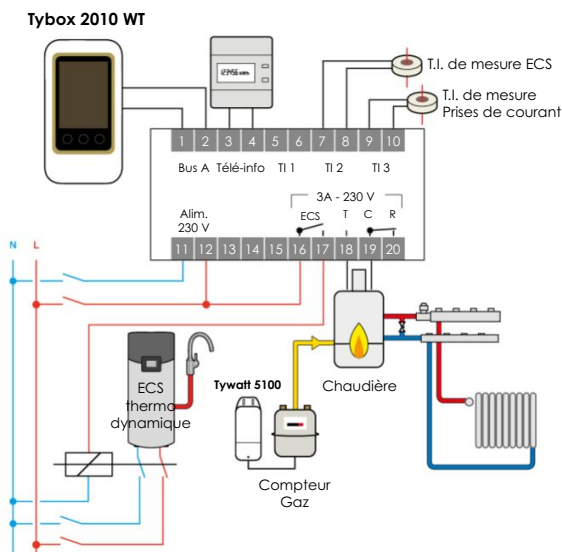 Tybox 2010 WT
123456 kWh
T.I. de mesure ECS
T.I. de mesure
Prises de courant
1 2 3 4 5 6 7 8 9 10
Bus A Télé-info TI 1 TI 2 TI 3
3A - 230 V
Alim.
230 V
ECS T C R
11 12 13 14 15 16 17 18 19 20
N L
ECS
thermo
dynamique
Tywatt 5100
Chaudière
Compteur
Gaz